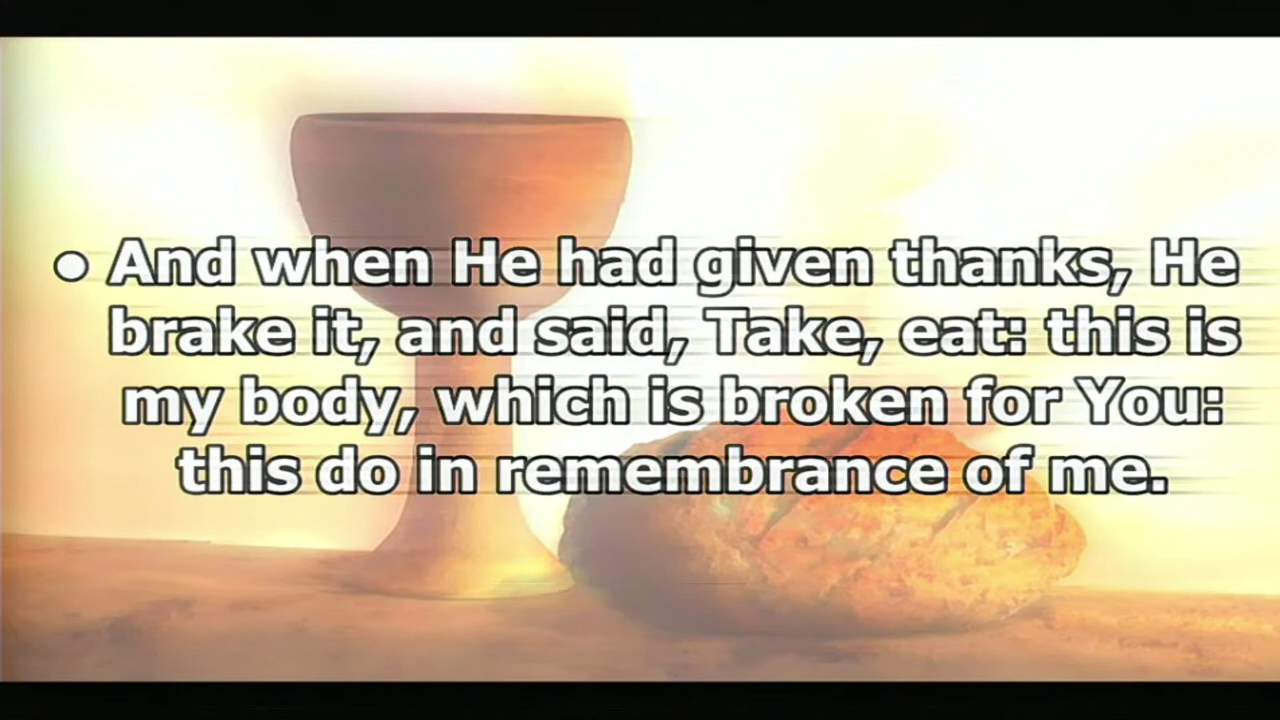 • And when He had given thanks, He
brake it, and said, Take, eat: this is
my body, which is broken for You:
this do in remembrance of me.